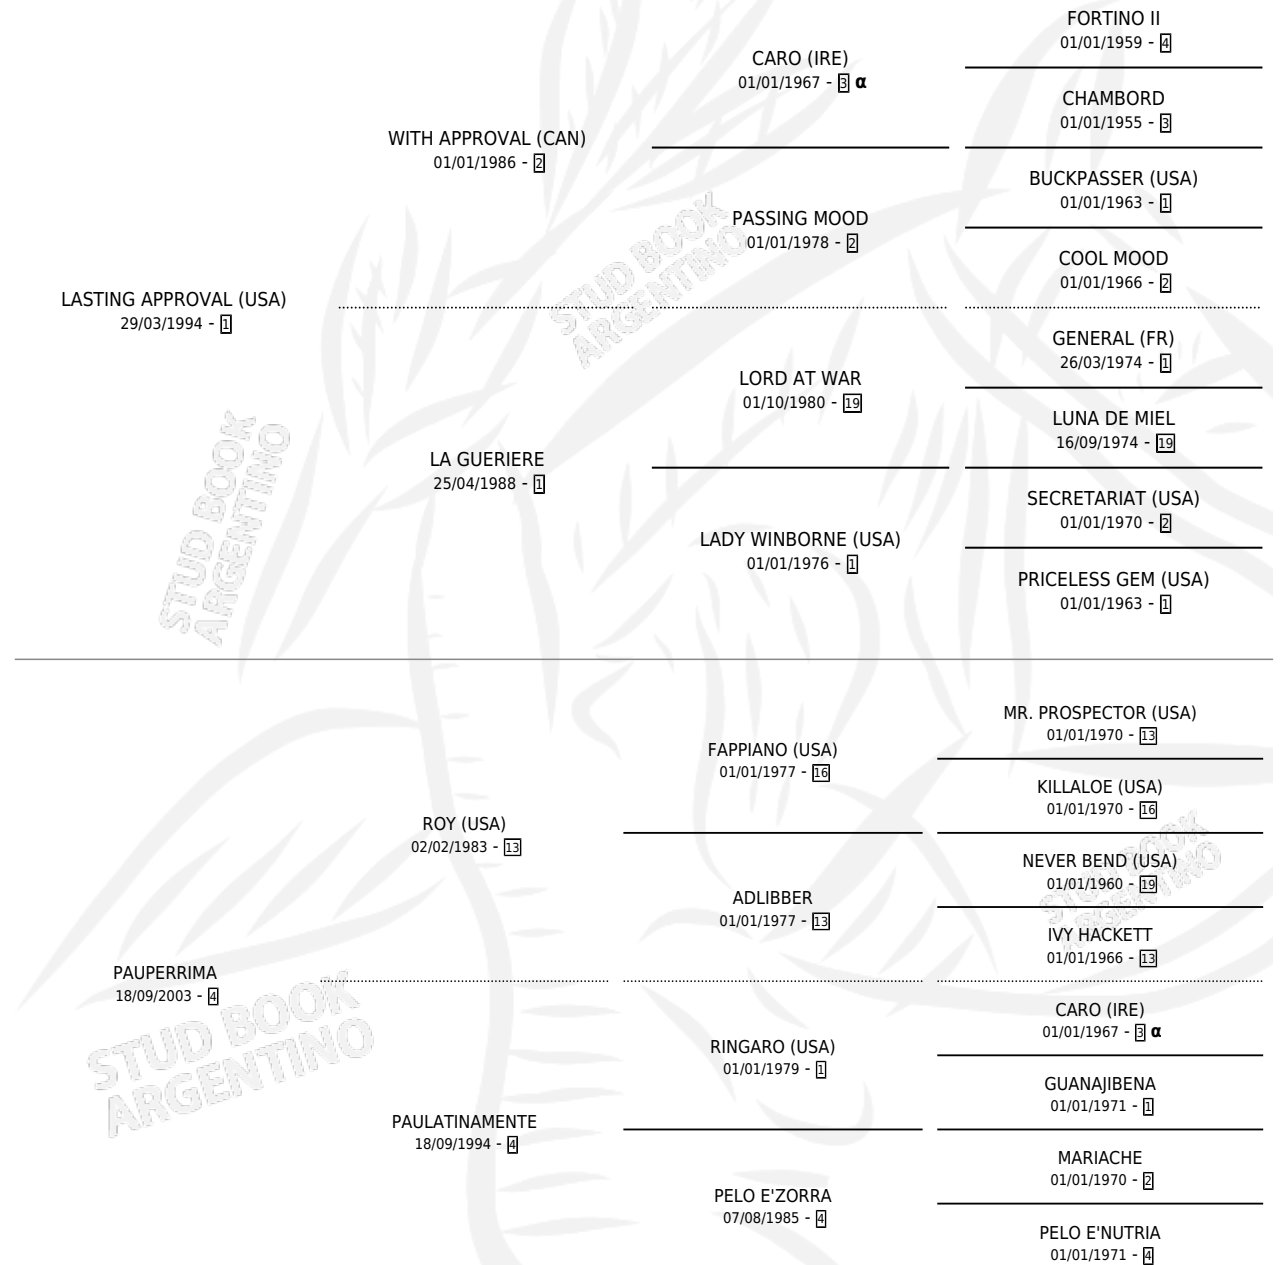 FORTINO II
01/01/1959 - 4
CARO (IRE)
01/01/1967 - 3 α
CHAMBORD
01/01/1955 - 3
WITH APPROVAL (CAN)
01/01/1986 - 2
BUCKPASSER (USA)
01/01/1963 - 1
PASSING MOOD
01/01/1978 - 2
COOL MOOD
01/01/1966 - 2
LASTING APPROVAL (USA)
29/03/1994 - 1
GENERAL (FR)
26/03/1974 - 1
LORD AT WAR
01/10/1980 - 19
LUNA DE MIEL
16/09/1974 - 19
LA GUERIERE
25/04/1988 - 1
SECRETARIAT (USA)
01/01/1970 - 2
LADY WINBORNE (USA)
01/01/1976 - 1
PRICELESS GEM (USA)
01/01/1963 - 1
MR. PROSPECTOR (USA)
01/01/1970 - 13
FAPPIANO (USA)
01/01/1977 - 16
KILLALOE (USA)
01/01/1970 - 16
ROY (USA)
02/02/1983 - 13
NEVER BEND (USA)
01/01/1960 - 19
ADLIBBER
01/01/1977 - 13
IVY HACKETT
01/01/1966 - 13
PAUPERRIMA
18/09/2003 - 4
CARO (IRE)
01/01/1967 - 3 α
RINGARO (USA)
01/01/1979 - 1
GUANAJIBENA
01/01/1971 - 1
PAULATINAMENTE
18/09/1994 - 4
MARIACHE
01/01/1970 - 2
PELO E'ZORRA
07/08/1985 - 4
PELO E'NUTRIA
01/01/1971 - 4
STUD BOOK
ARGENTINO
STUD BOOK
ARGENTINO
STUD BOOK
ARGENTINO
STUD BOOK
ARGENTINO